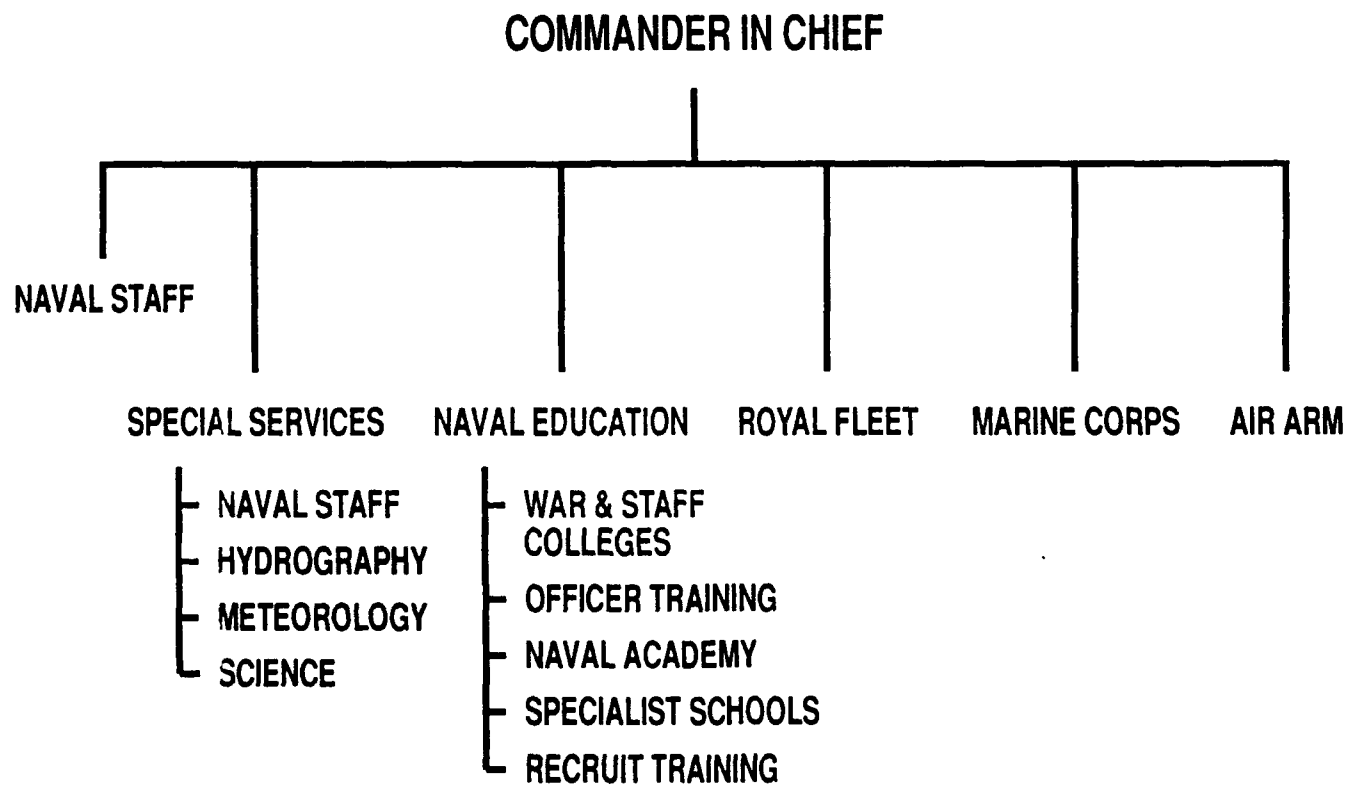 COMMANDER IN CHIEF
NAVAL STAFF
SPECIAL SERVICES
NAVAL STAFF
HYDROGRAPHY
METEOROLOGY
SCIENCE
NAVAL EDUCATION
WAR & STAFF
COLLEGES
OFFICER TRAINING
NAVAL ACADEMY
SPECIALIST SCHOOLS
RECRUIT TRAINING
ROYAL FLEET
MARINE CORPS
AIR ARM